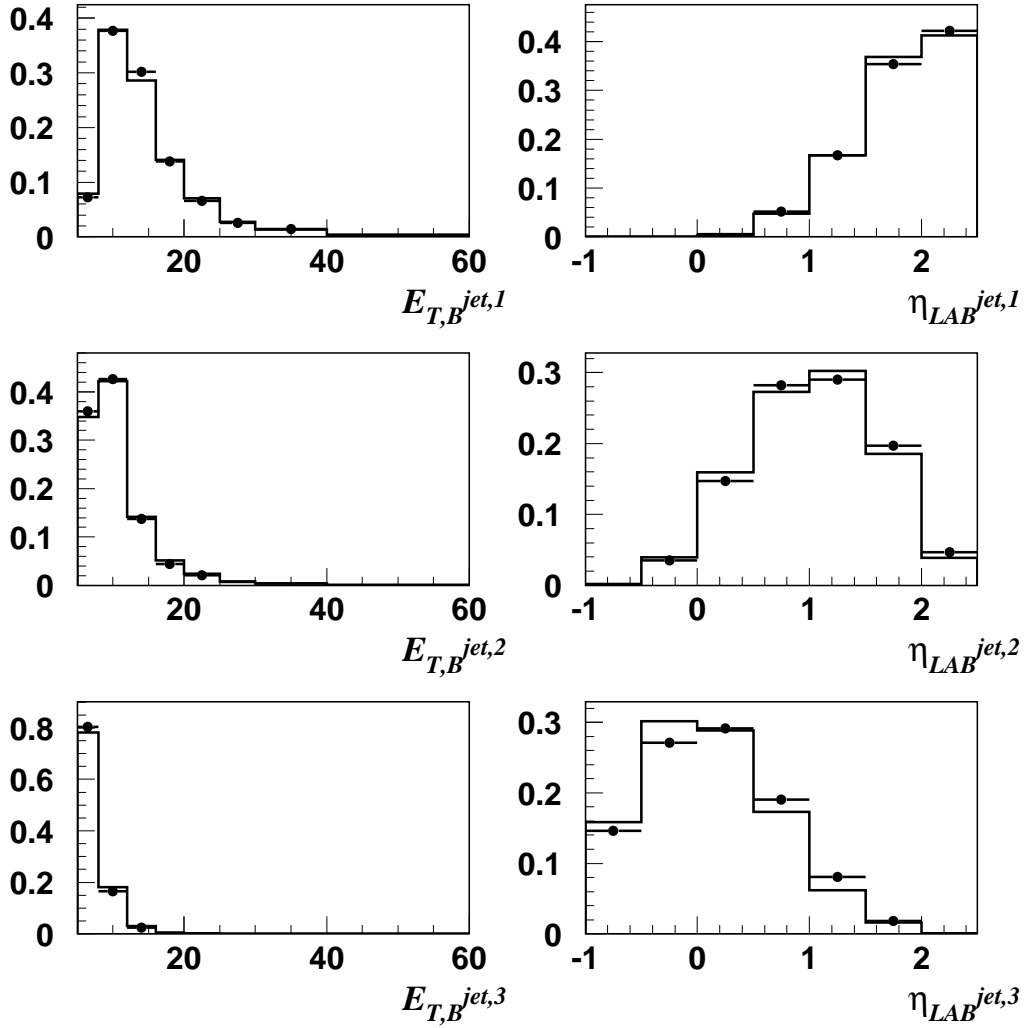 0.4
0.3
0.2
0.1
0
20 40 60
E_{T,B}^{jet,1}
0.4
0.3
0.2
0.1
0
-1 0 1 2
η_{LAB}^{jet,1}
0.4
0.3
0.2
0.1
0
20 40 60
E_{T,B}^{jet,2}
0.3
0.2
0.1
0
-1 0 1 2
η_{LAB}^{jet,2}
0.8
0.6
0.4
0.2
0
20 40 60
E_{T,B}^{jet,3}
0.3
0.2
0.1
0
-1 0 1 2
η_{LAB}^{jet,3}